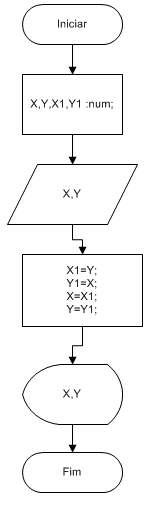 Iniciar
X,Y,X1,Y1 :num;
X,Y
X1=Y;
Y1=X;
X=X1;
Y=Y1;
X,Y
Fim